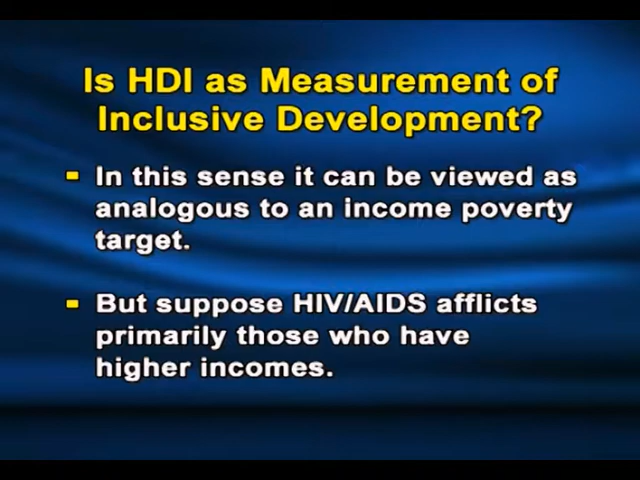 Is HDI as Measurement of
Inclusive Development?
In this sense it can be viewed as
analogous to an income poverty
target.
But suppose HIV/AIDS afflicts
primarily those who have
higher incomes.